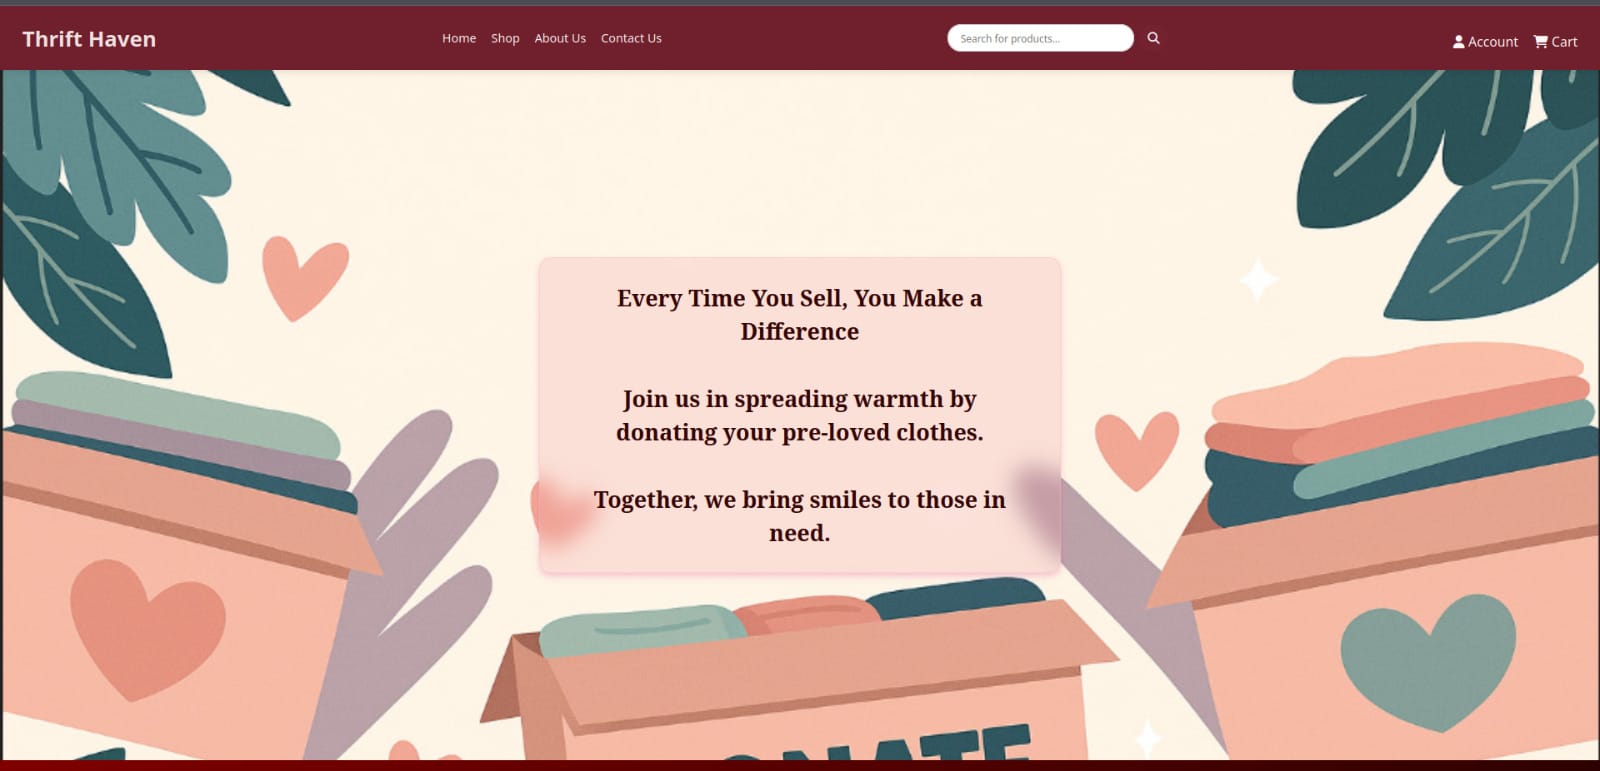 Thrift Haven
Home Shop About Us Contact Us
Search for products...
Account Cart
Every Time You Sell, You Make a
Difference
Join us in spreading warmth by
donating your pre-loved clothes.
Together, we bring smiles to those in
need.